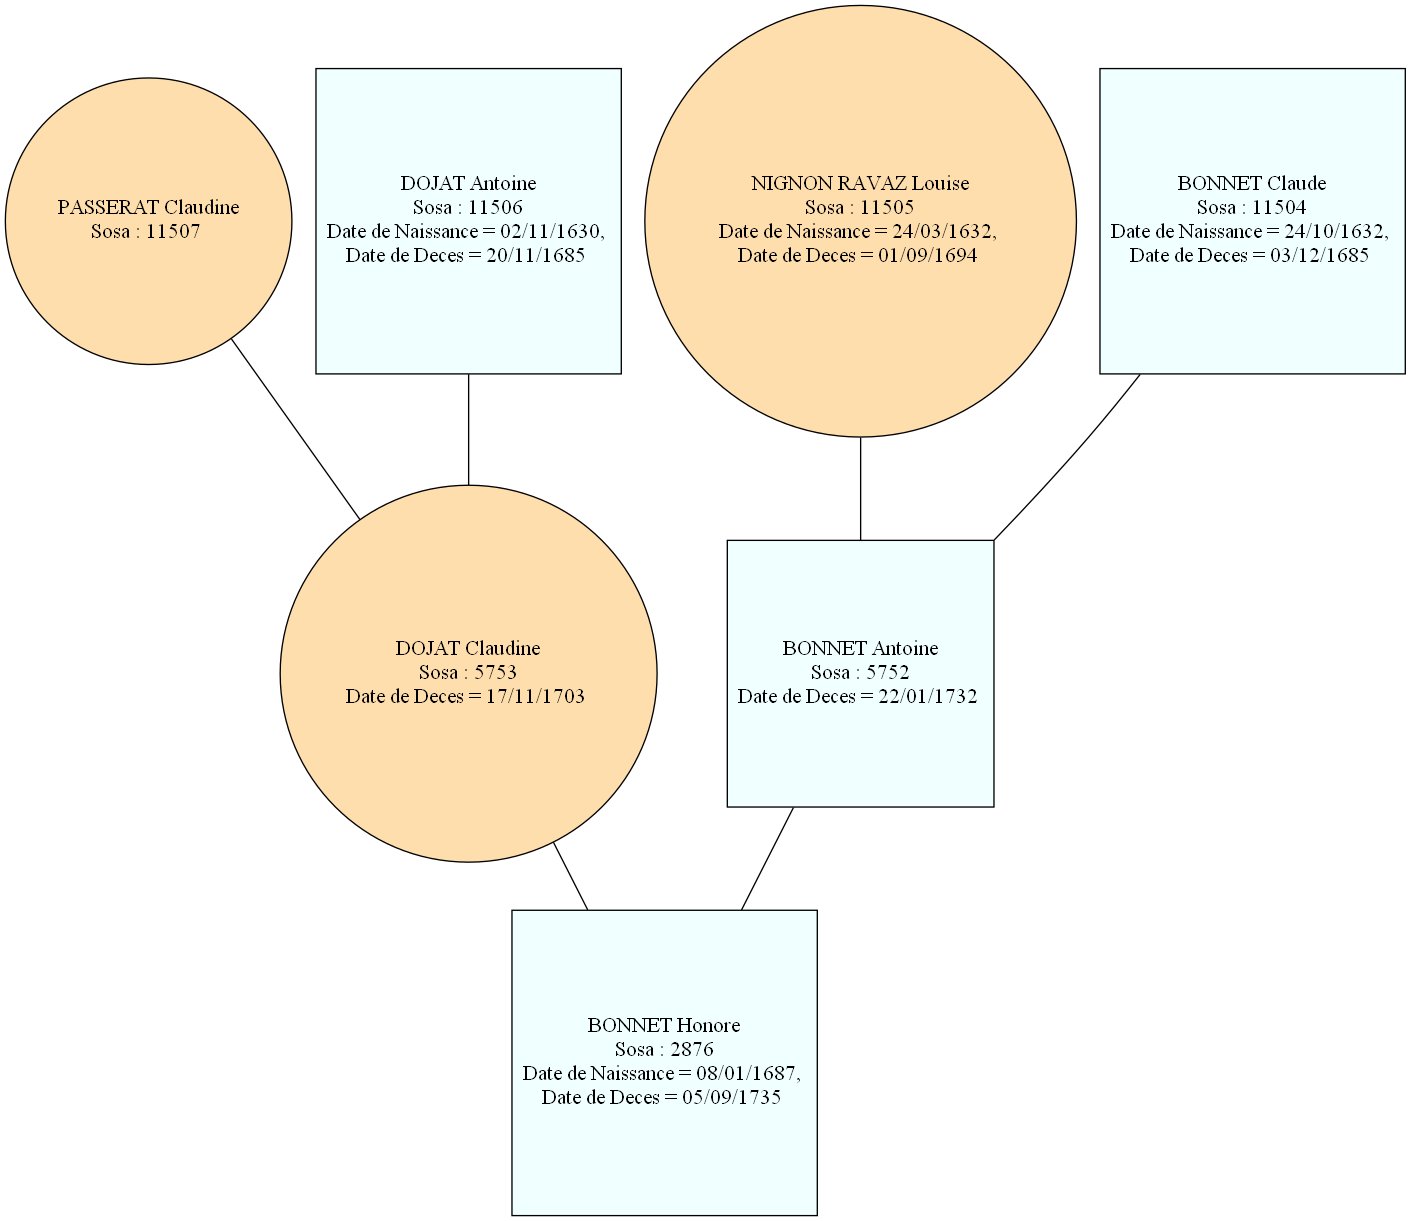 PASSERAT Claudine
Sosa : 11507
DOJAT Antoine
Sosa : 11506
Date de Naissance = 02/11/1630,
Date de Deces = 20/11/1685
NIGNON RAVAZ Louise
Sosa : 11505
Date de Naissance = 24/03/1632,
Date de Deces = 01/09/1694
BONNET Claude
Sosa : 11504
Date de Naissance = 24/10/1632,
Date de Deces = 03/12/1685
DOJAT Claudine
Sosa : 5753
Date de Deces = 17/11/1703
BONNET Antoine
Sosa : 5752
Date de Deces = 22/01/1732
BONNET Honore
Sosa : 2876
Date de Naissance = 08/01/1687,
Date de Deces = 05/09/1735